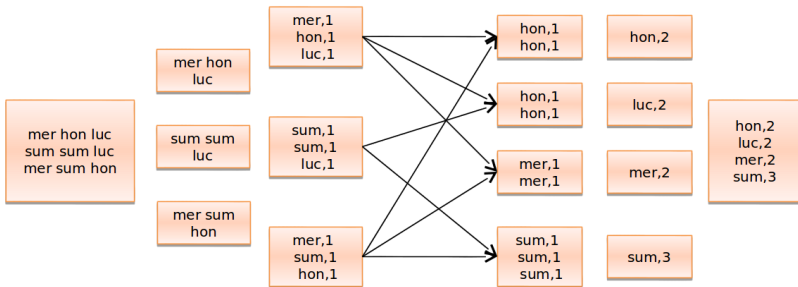 mer hon luc
sum sum luc
mer sum hon
mer hon
luc
sum sum
luc
mer sum
hon
mer,1
hon,1
luc,1
sum,1
sum,1
luc,1
mer,1
sum,1
hon,1
hon,1
hon,1
hon,1
hon,1
mer,1
mer,1
sum,1
sum,1
sum,1
hon,2
luc,2
mer,2
sum,3
hon,2
luc,2
mer,2
sum,3